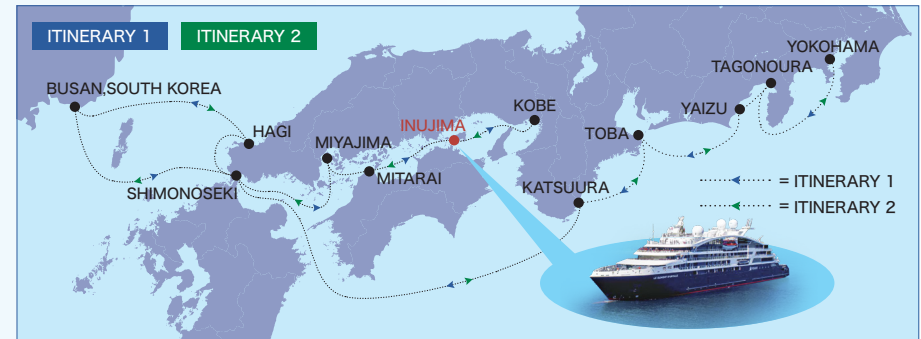 ITINERARY 1
ITINERARY 2
YOKOHAMA
TAGONOURA
BUSAN,SOUTH KOREA
KOBE
YAIZU
INUJIMA
TOBA
HAGI
MIYAJIMA
MITARAI
= ITINERARY 1
SHIMONOSEKI
KATSUURA
= ITINERARY 2